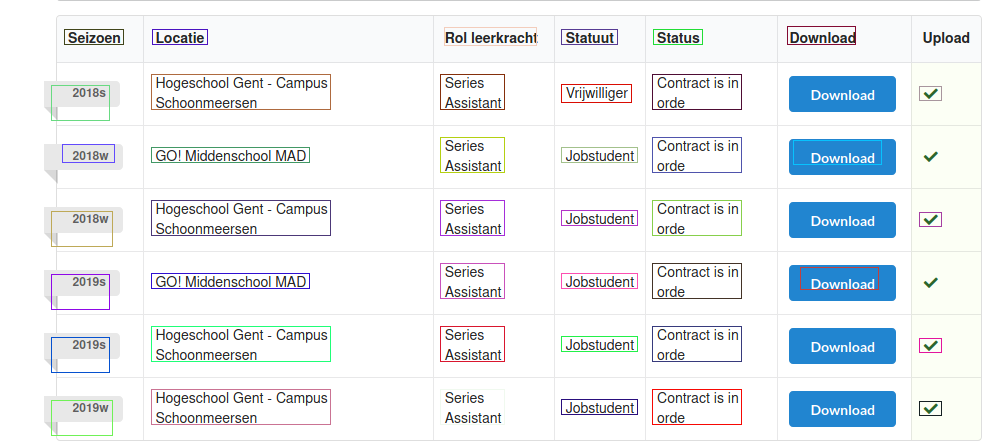 Seizoen Locatie Rol leerkracht Statuut Status Download Upload
2018s Hogeschool Gent - Campus Schoonmeersen Series Assistant Vrijwilliger Contract is in orde Download
2018w GO! Middenschool MAD Series Assistant Jobstudent Contract is in orde Download
2018w Hogeschool Gent - Campus Schoonmeersen Series Assistant Jobstudent Contract is in orde Download
2019s GO! Middenschool MAD Series Assistant Jobstudent Contract is in orde Download
2019s Hogeschool Gent - Campus Schoonmeersen Series Assistant Jobstudent Contract is in orde Download
2019w Hogeschool Gent - Campus Schoonmeersen Series Assistant Jobstudent Contract is in orde Download